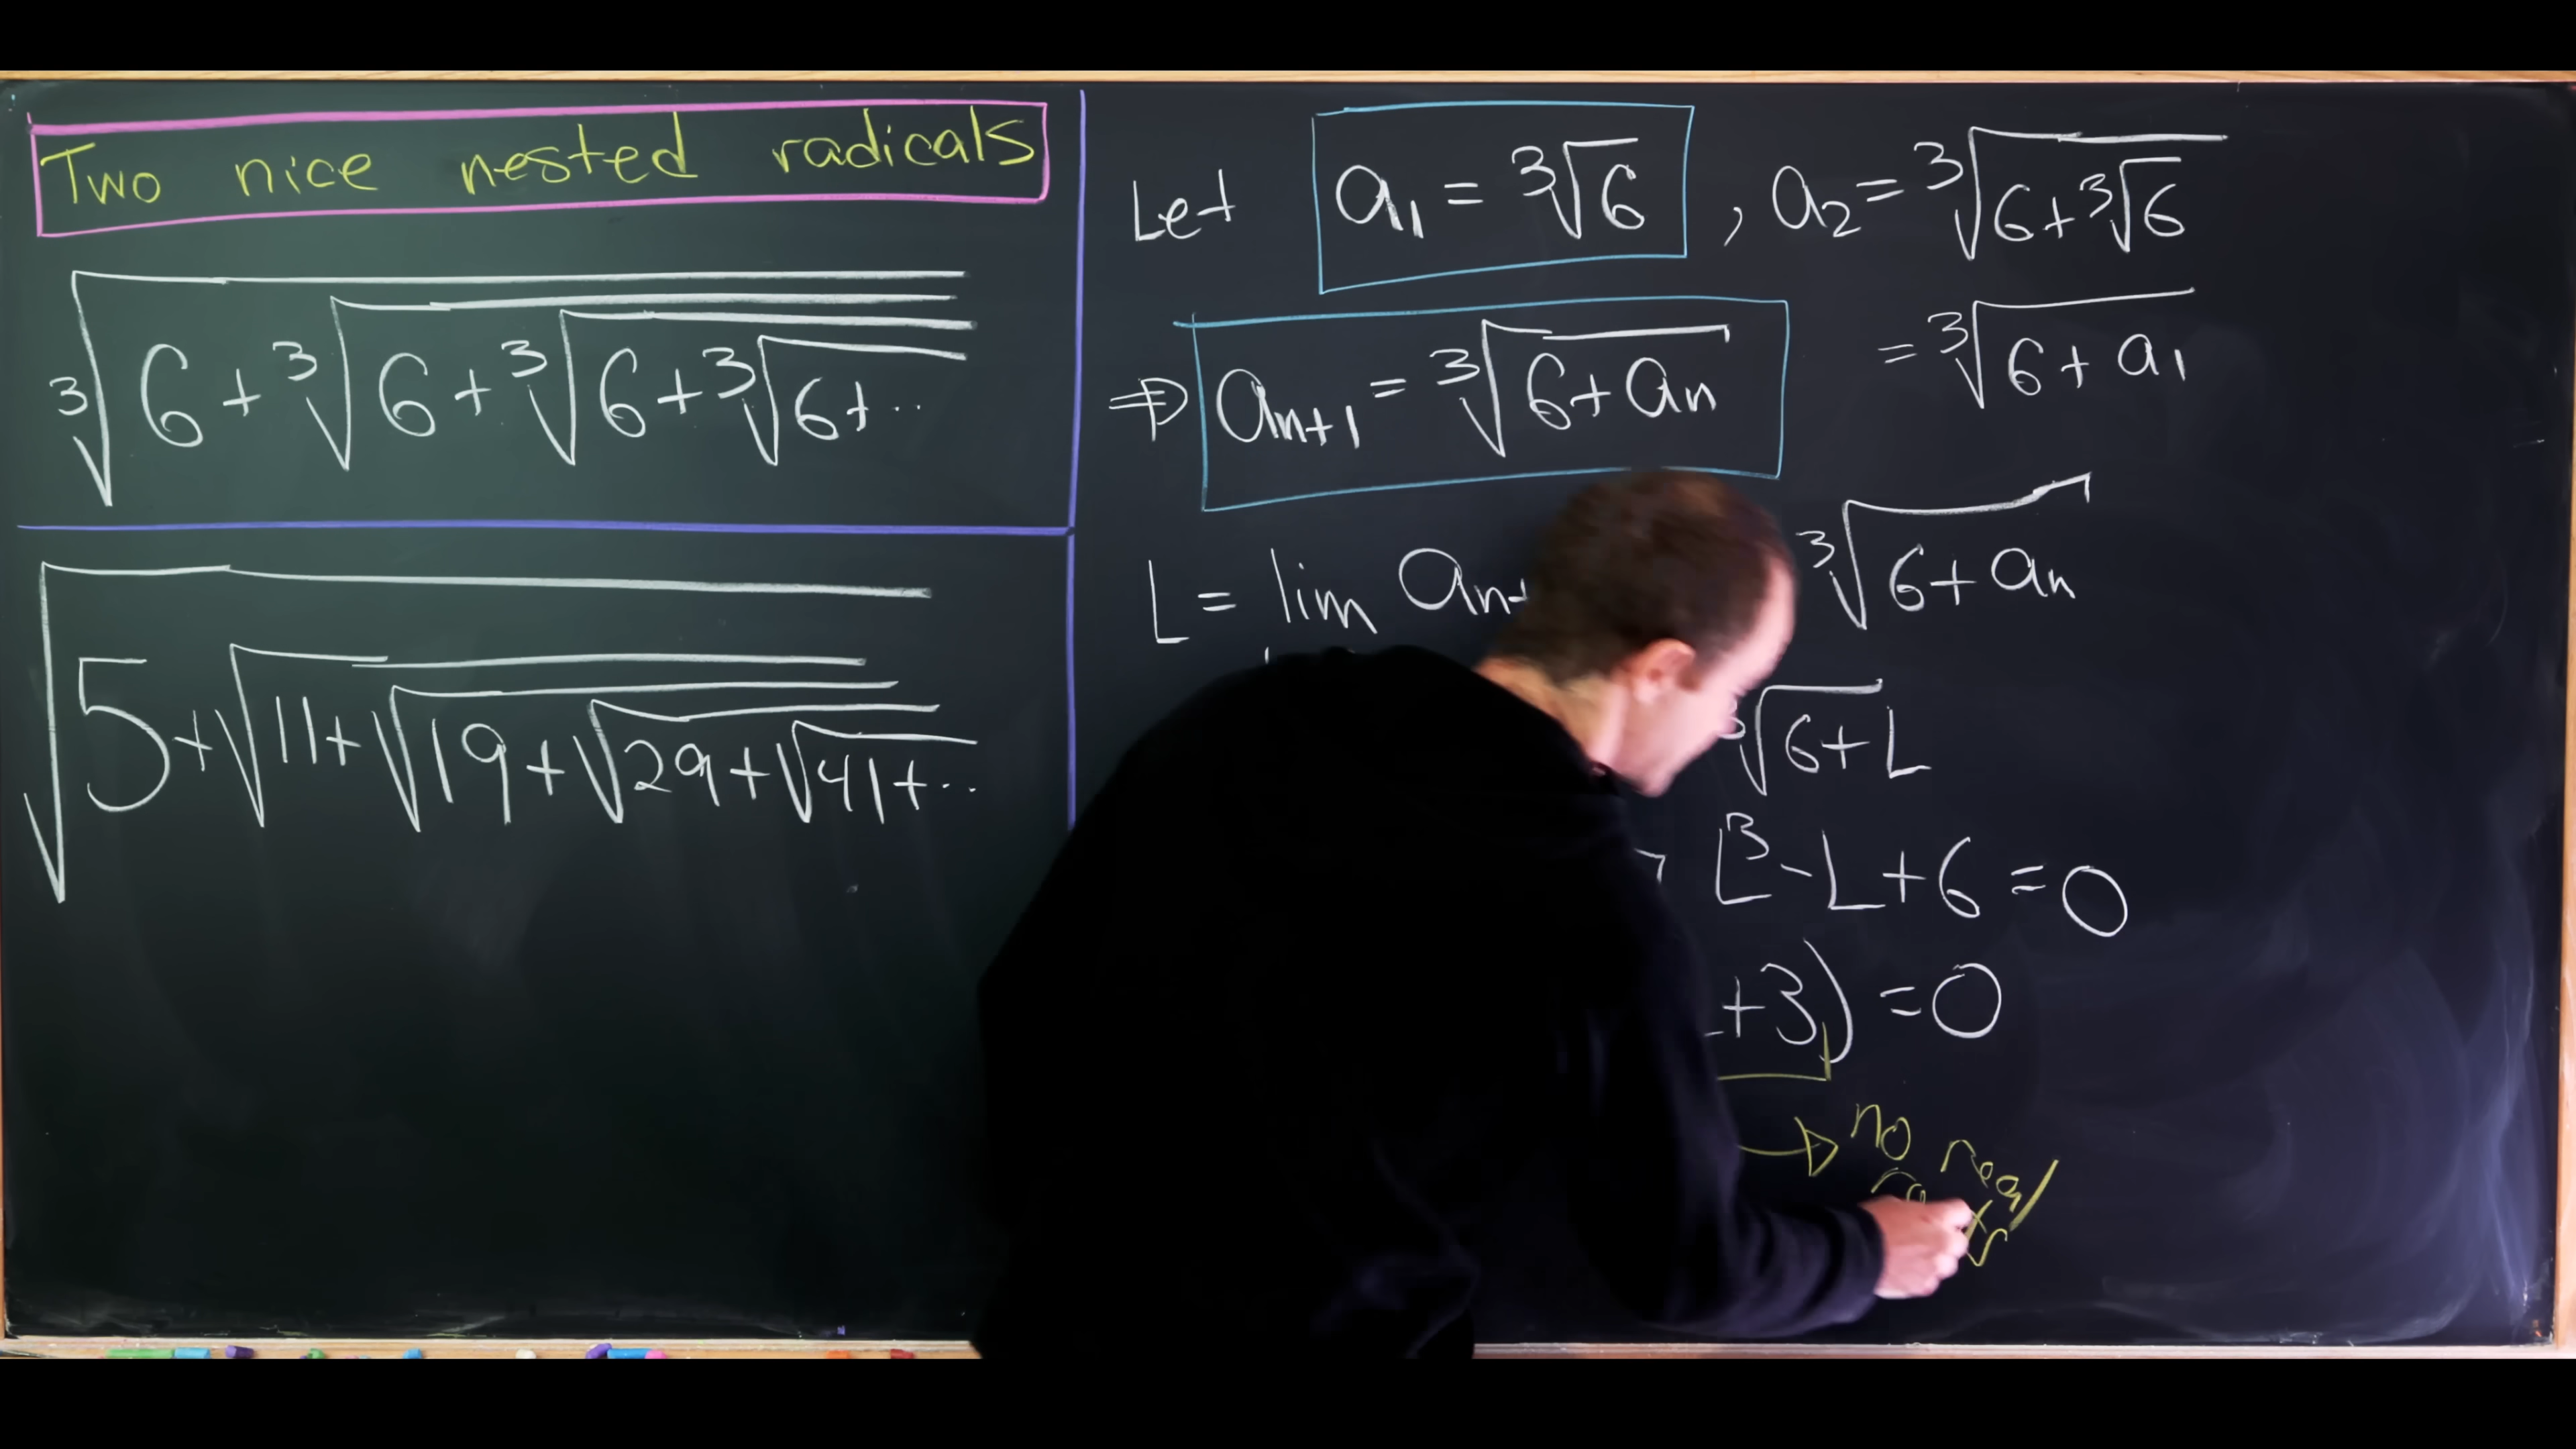 Two nice nested radicals
∛(6+∛(6+∛(6+∛(6+··
√(5+√(11+√(19+√(29+√(41+··
Let a₁ = ∛6 , a₂ = ∛(6+∛6)
= ∛(6+a₁)
⇒ aₙ₊₁ = ∛(6+aₙ)
L = lim aₙ₊ ∛(6+aₙ)
∛(6+L)
L³-L+6=0
+3)=0
→ no real